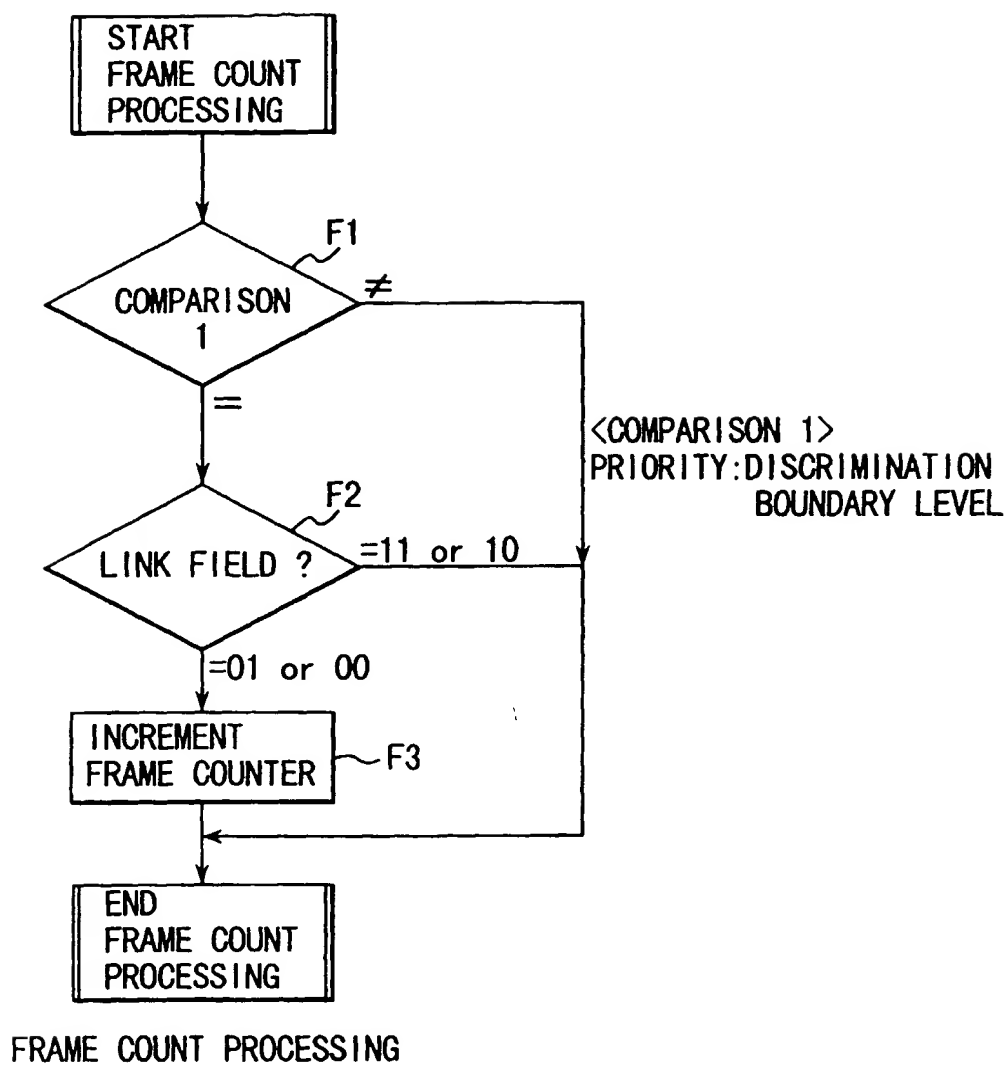 START
FRAME COUNT
PROCESSING
F1
≠
COMPARISON
1
=
<COMPARISON 1>
PRIORITY:DISCRIMINATION
BOUNDARY LEVEL
F2
LINK FIELD ?
=11 or 10
=01 or 00
INCREMENT
FRAME COUNTER
F3
END
FRAME COUNT
PROCESSING
FRAME COUNT PROCESSING